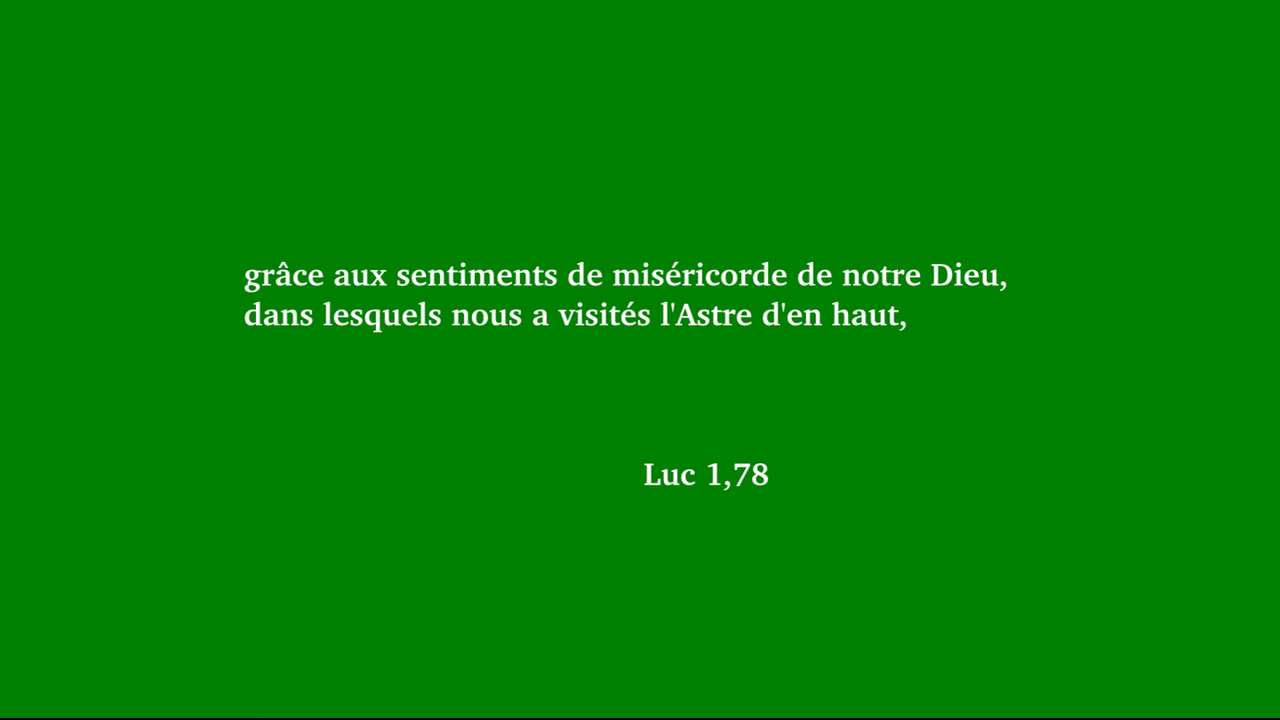 grâce aux sentiments de miséricorde de notre Dieu,
dans lesquels nous a visités l'Astre d'en haut,
Luc 1,78